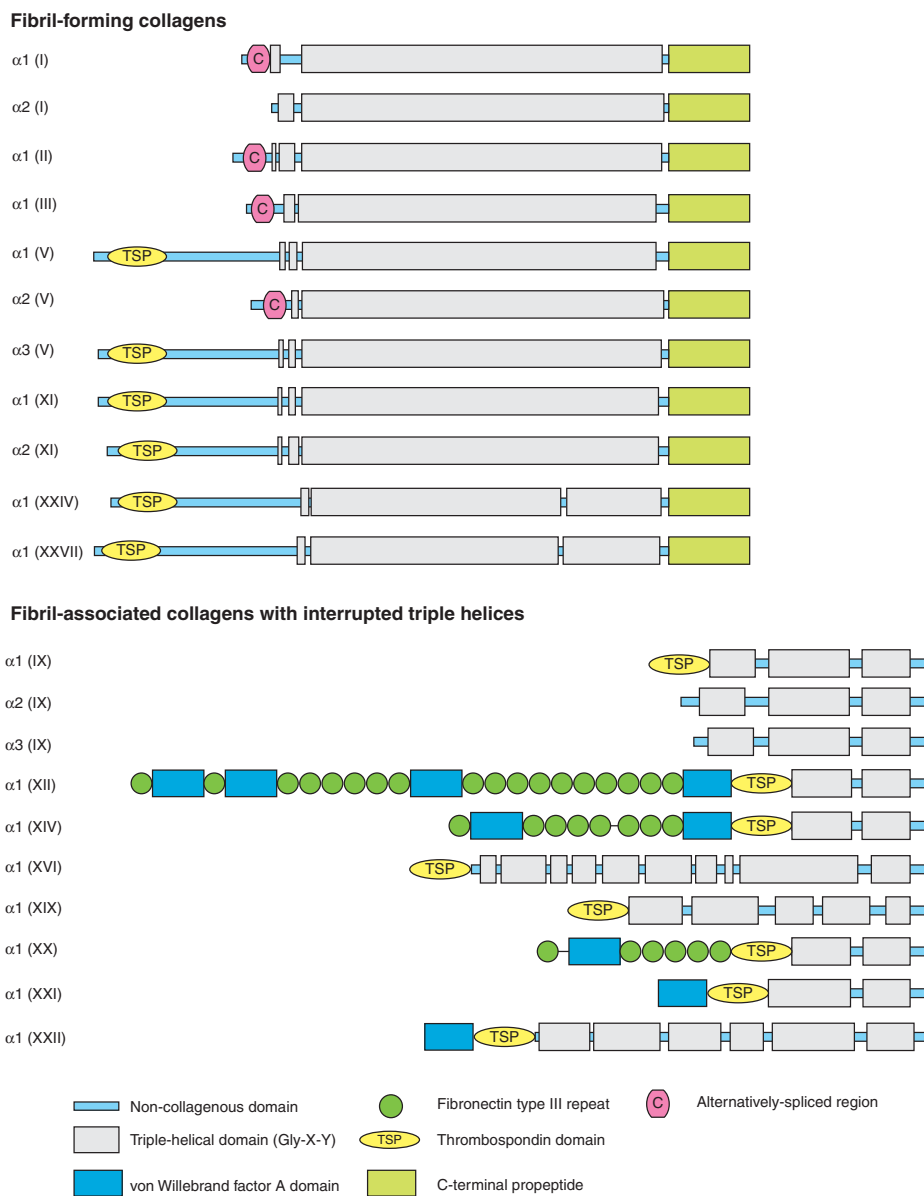 Fibril-forming collagens
α1 (I)
C
α2 (I)
α1 (II)
C
α1 (III)
C
α1 (V)
TSP
α2 (V)
C
α3 (V)
TSP
α1 (XI)
TSP
α2 (XI)
TSP
α1 (XXIV)
TSP
α1 (XXVII)
TSP
Fibril-associated collagens with interrupted triple helices
α1 (IX)
TSP
α2 (IX)
α3 (IX)
α1 (XII)
TSP
α1 (XIV)
TSP
α1 (XVI)
TSP
α1 (XIX)
TSP
α1 (XX)
TSP
α1 (XXI)
TSP
α1 (XXII)
TSP
Non-collagenous domain
Fibronectin type III repeat
C
Alternatively-spliced region
Triple-helical domain (Gly-X-Y)
TSP
Thrombospondin domain
von Willebrand factor A domain
C-terminal propeptide